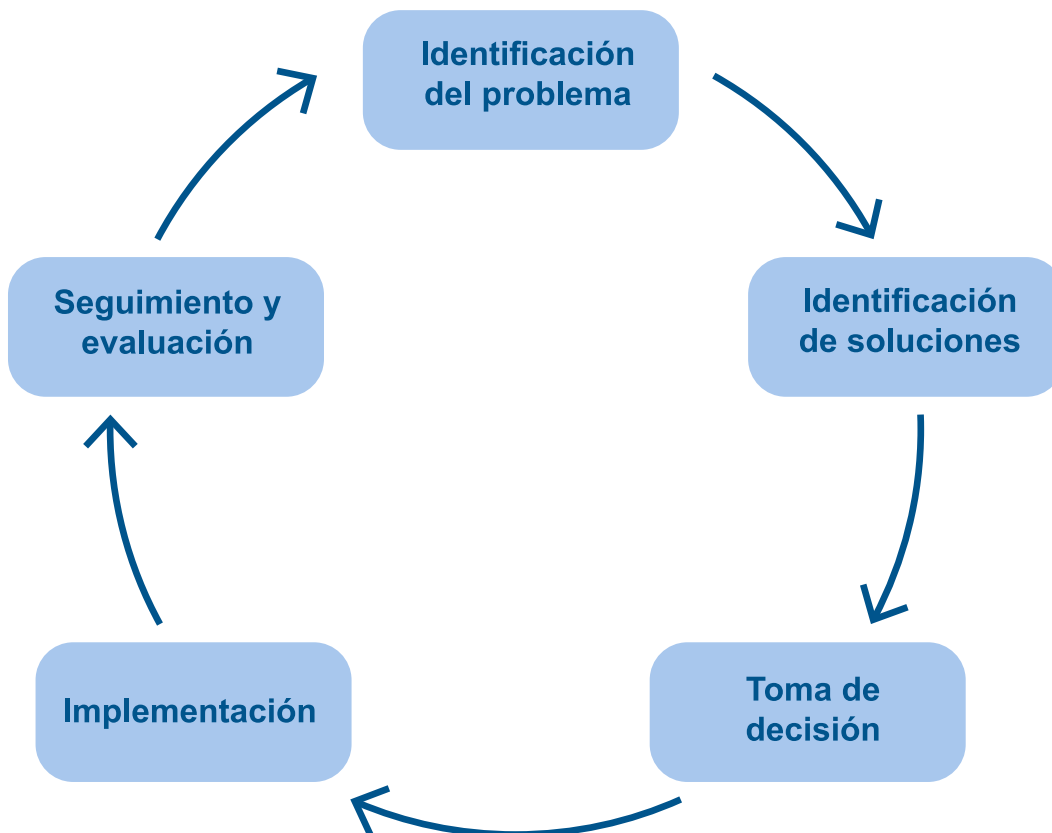 Identificación
del problema
Identificación
de soluciones
Toma de
decisión
Implementación
Seguimiento y
evaluación